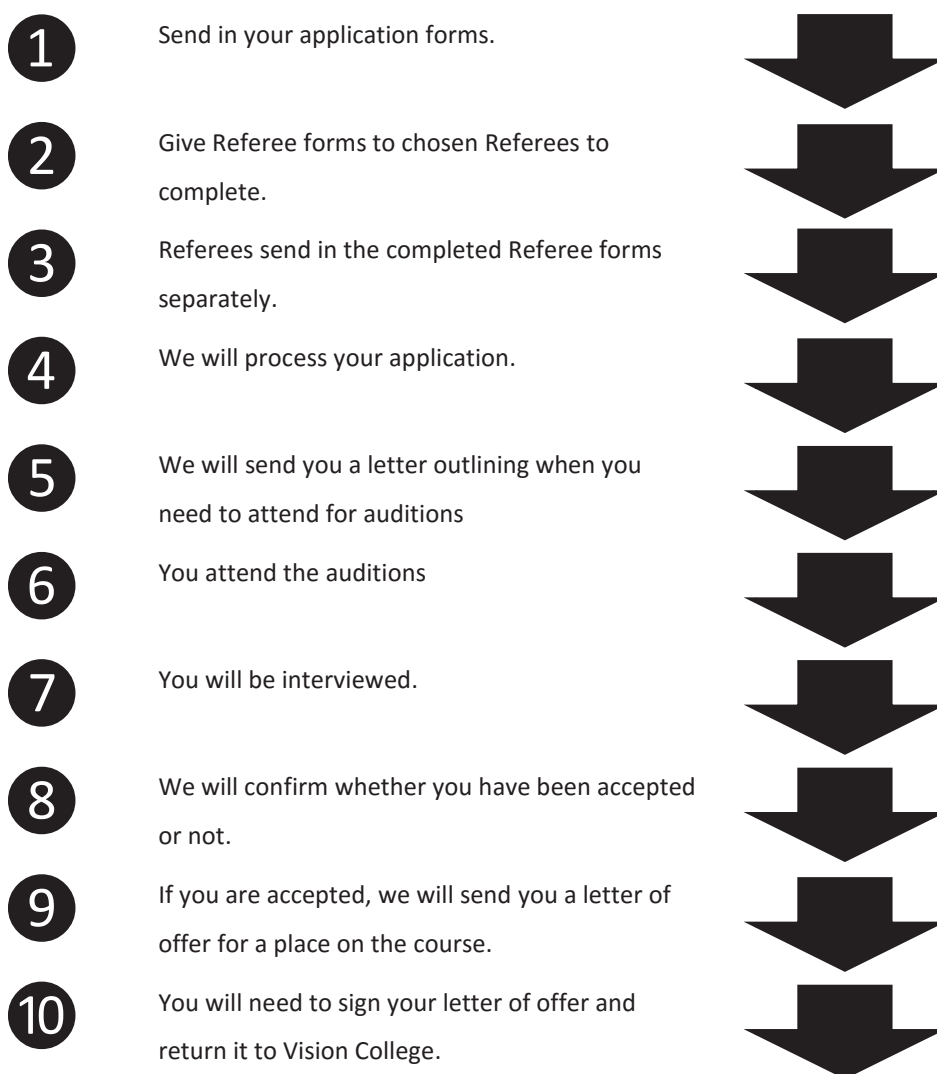 1 Send in your application forms.
2 Give Referee forms to chosen Referees to
complete.
3 Referees send in the completed Referee forms
separately.
4 We will process your application.
5 We will send you a letter outlining when you
need to attend for auditions
6 You attend the auditions
7 You will be interviewed.
8 We will confirm whether you have been accepted
or not.
9 If you are accepted, we will send you a letter of
offer for a place on the course.
10 You will need to sign your letter of offer and
return it to Vision College.